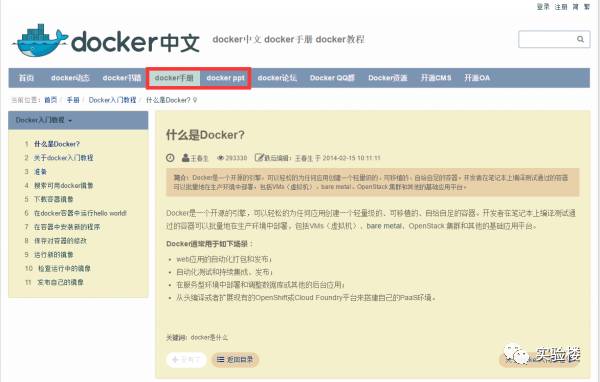 登录 注册 简 繁
docker中文
docker中文 docker手册 docker教程
首页 docker动态 docker书籍 docker手册 docker ppt docker论坛 Docker QQ群 Docker资源 开源CMS 开源OA
当前位置：首页 / 手册 / Docker入门教程 / 什么是Docker?
Docker入门教程
1 什么是Docker?
2 关于docker入门教程
3 准备
4 搜索可用docker镜像
5 下载容器镜像
6 在docker容器中运行hello world!
7 在容器中安装新的程序
8 保存对容器的修改
9 运行新的镜像
10 检查运行中的镜像
11 发布自己的镜像
什么是Docker?
王春生 293330 最后编辑：王春生 于 2014-02-15 10:11:11
简介：Docker是一个开源的引擎，可以轻松的为任何应用创建一个轻量级的、可移植的、自给自足的容器。开发者在笔记本上编译测试通过的容器
可以批量地在生产环境中部署，包括VMs（虚拟机）、bare metal、OpenStack 集群和其他的基础应用平台。
Docker是一个开源的引擎，可以轻松的为任何应用创建一个轻量级的、可移植的、自给自足的容器。开发者在笔记本上编译测试通
过的容器可以批量地在生产环境中部署，包括VMs（虚拟机）、bare metal、OpenStack 集群和其他的基础应用平台。
Docker通常用于如下场景：
web应用的自动化打包和发布；
自动化测试和持续集成、发布；
在服务型环境中部署和调整数据库或其他的后台应用；
从头编译或者扩展现有的OpenShift或Cloud Foundry平台来搭建自己的PaaS环境。
关键词：docker是什么
没有了 返回目录
实验楼